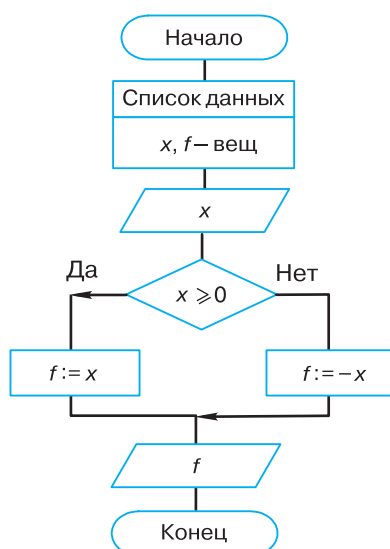 Начало
Список данных
x, f – вещ
x
Да
Нет
x ⩾ 0
f := x
f := – x
f
Конец